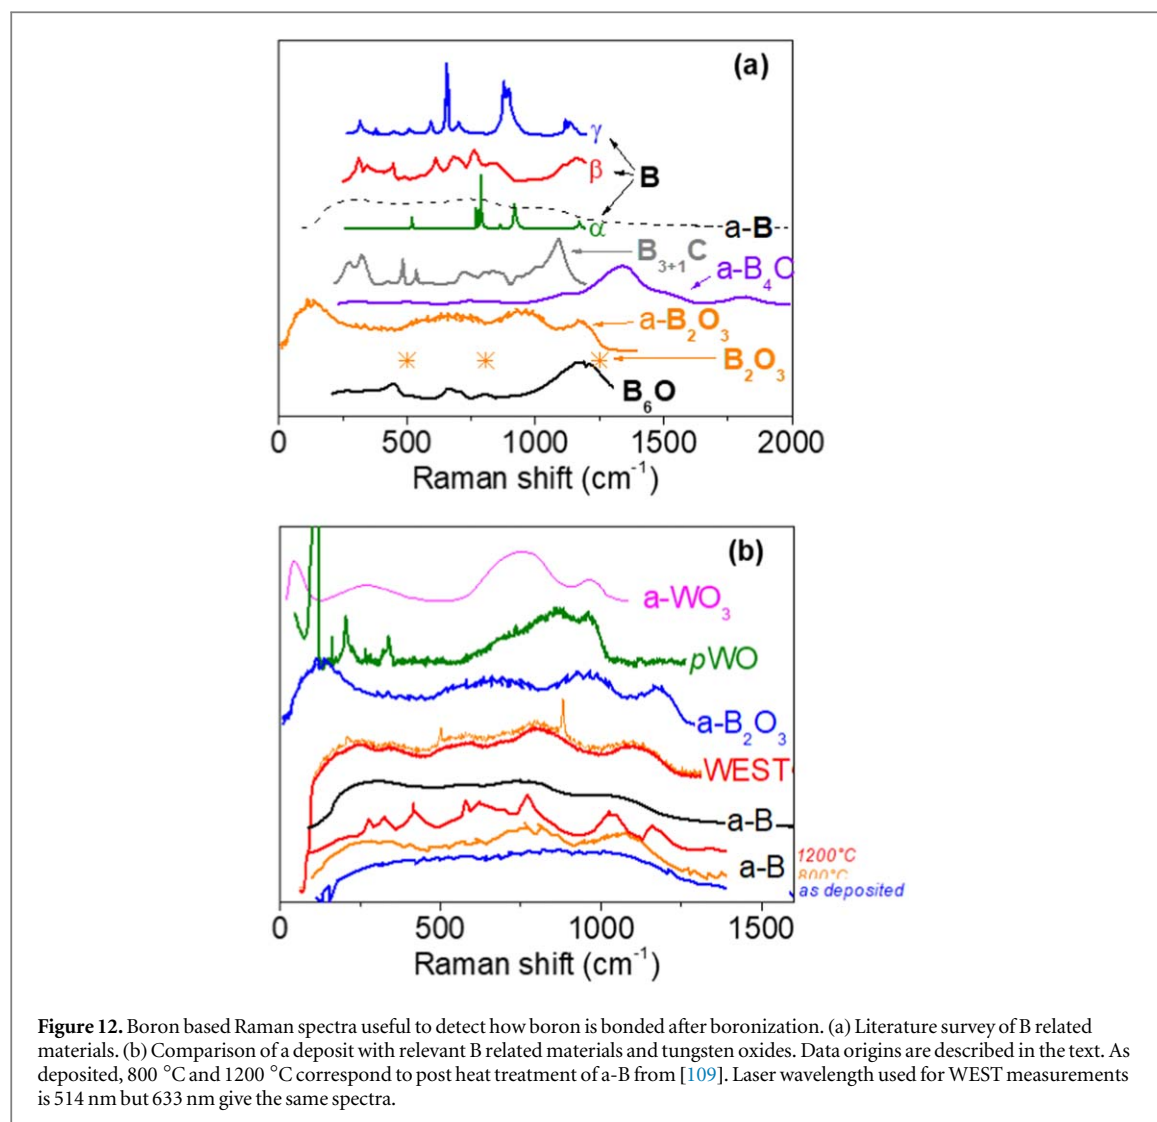 (a)
γ
β
B
α
a-B
B3+1C
a-B4C
a-B2O3
B2O3
B6O
0 500 1000 1500 2000
Raman shift (cm-1)
(b)
a-WO3
pWO
a-B2O3
WEST
a-B
1200°C
a-B
800°C
as deposited
0 500 1000 1500
Raman shift (cm-1)
Figure 12. Boron based Raman spectra useful to detect how boron is bonded after boronization. (a) Literature survey of B related
materials. (b) Comparison of a deposit with relevant B related materials and tungsten oxides. Data origins are described in the text. As
deposited, 800 °C and 1200 °C correspond to post heat treatment of a-B from [109]. Laser wavelength used for WEST measurements
is 514 nm but 633 nm give the same spectra.